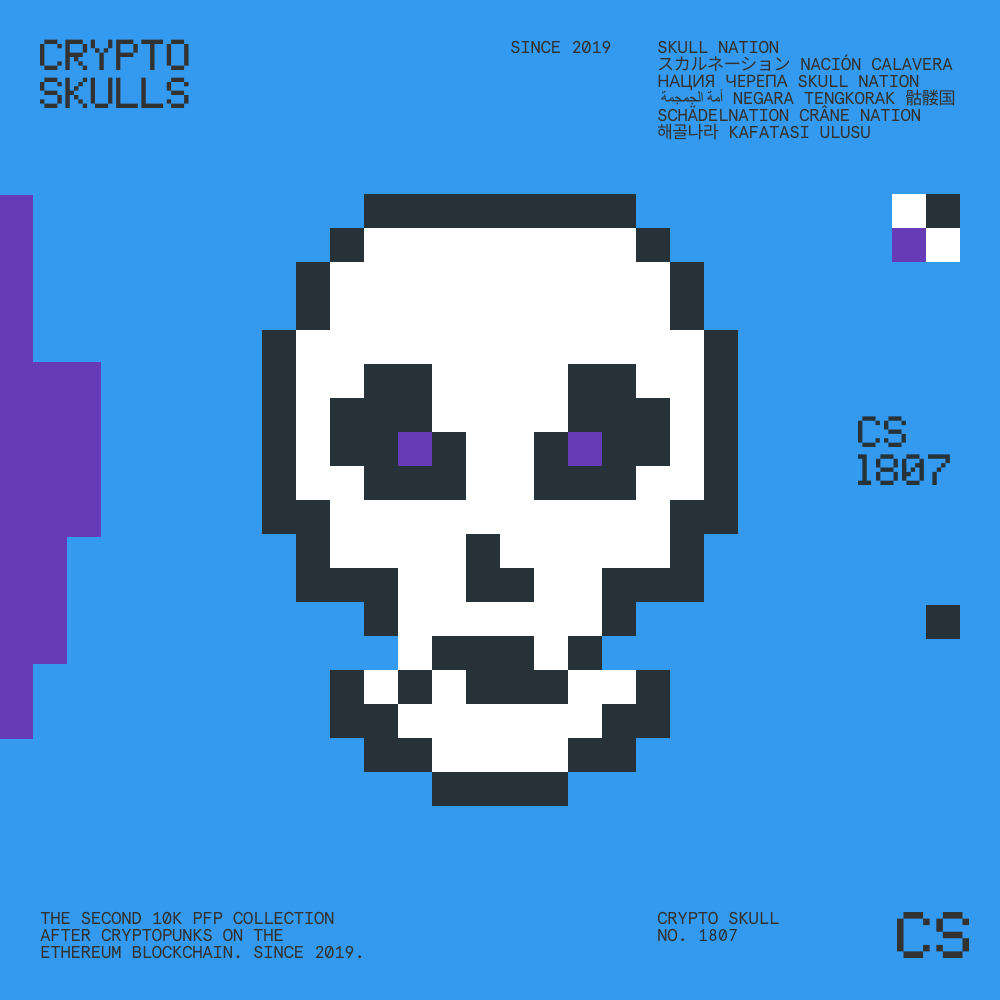 CRYPTO
SKULLS
SINCE 2019
SKULL NATION
スカルネーション NACIÓN CALAVERA
НАЦИЯ ЧЕРЕПА SKULL NATION
أمة الجمجمة NEGARA TENGKORAK 骷髅国
SCHÄDELNATION CRÂNE NATION
해골나라 KAFATASI ULUSU
CS
1807
THE SECOND 10K PFP COLLECTION
AFTER CRYPTOPUNKS ON THE
ETHEREUM BLOCKCHAIN. SINCE 2019.
CRYPTO SKULL
NO. 1807
CS